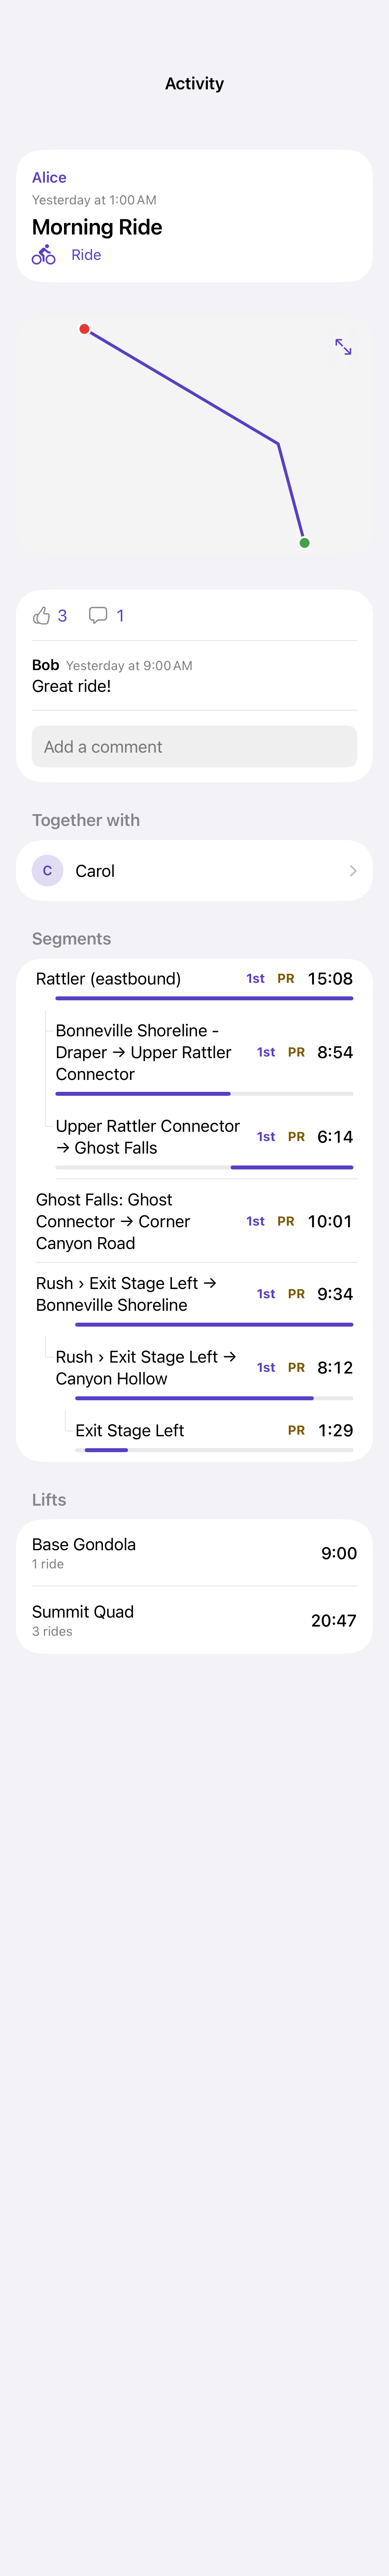 Activity
Alice
Yesterday at 1:00 AM
Morning Ride
Ride
3 1
Bob Yesterday at 9:00 AM
Great ride!
Add a comment
Together with
C Carol
Segments
Rattler (eastbound) 1st PR 15:08
Bonneville Shoreline -
Draper → Upper Rattler
Connector
1st PR 8:54
Upper Rattler Connector
→ Ghost Falls
1st PR 6:14
Ghost Falls: Ghost
Connector → Corner
Canyon Road
1st PR 10:01
Rush › Exit Stage Left →
Bonneville Shoreline
1st PR 9:34
Rush › Exit Stage Left →
Canyon Hollow
1st PR 8:12
Exit Stage Left PR 1:29
Lifts
Base Gondola
1 ride
9:00
Summit Quad
3 rides
20:47